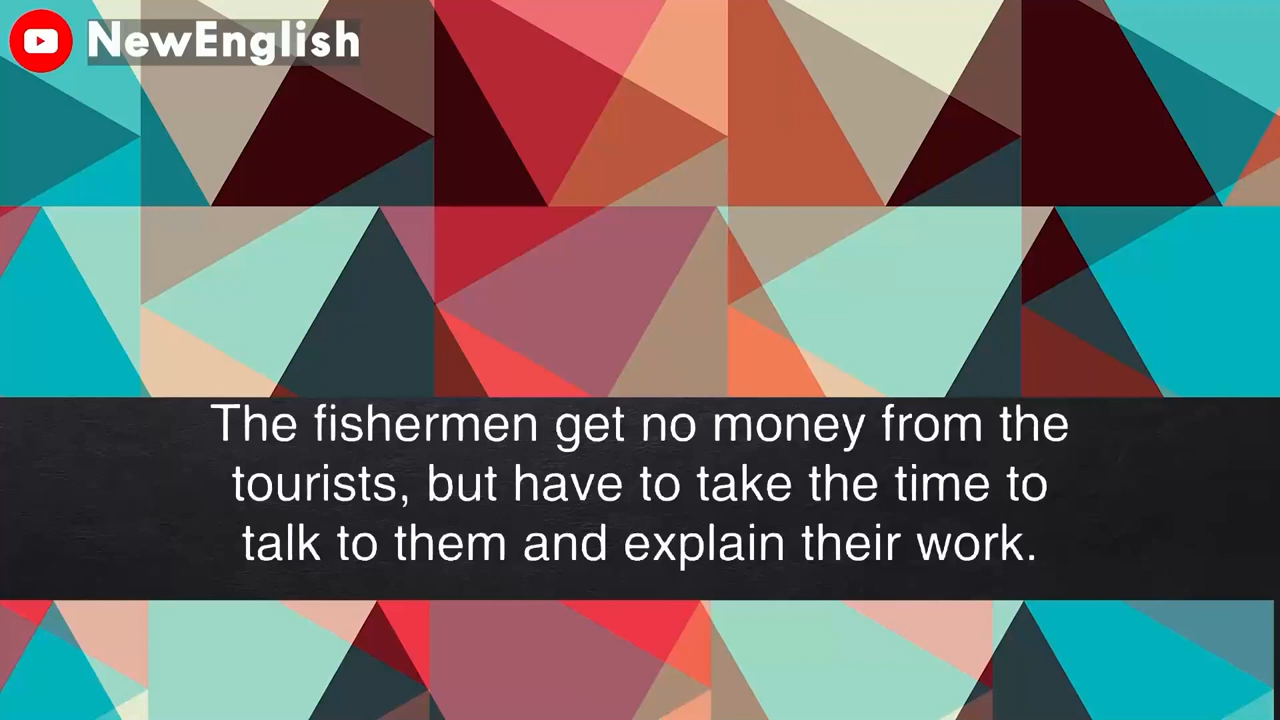 NewEnglish
The fishermen get no money from the
tourists, but have to take the time to
talk to them and explain their work.